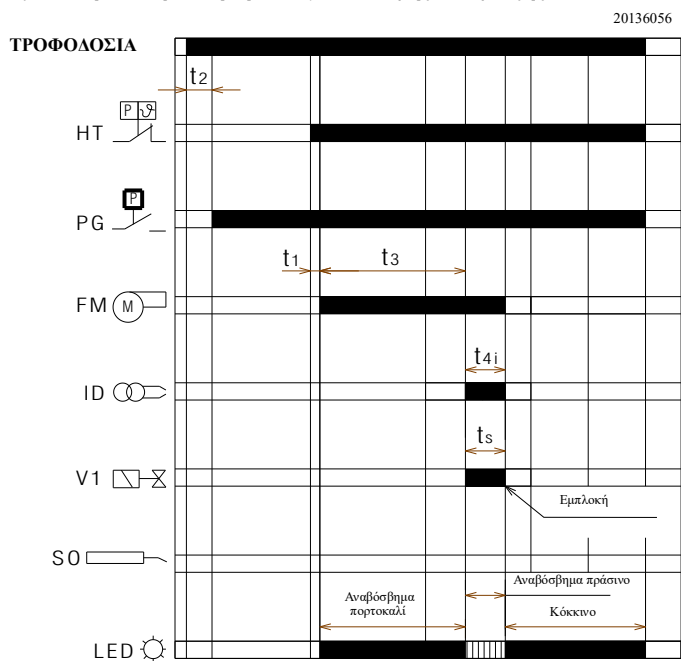 20136056
ΤΡΟΦΟΔΟΣΙΑ
t2
P ϑ
HT
P
PG
t1 t3
FM M
t4i
ID
ts
V1
Εμπλοκή
SO
Αναβόσβημα πράσινο
Αναβόσβημα
πορτοκαλί
Κόκκινο
LED